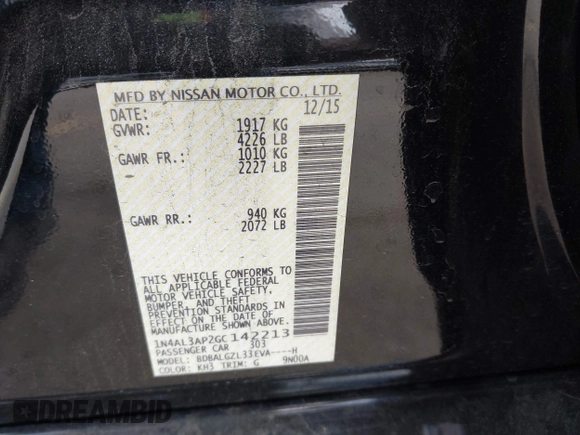 MFD BY NISSAN MOTOR CO., LTD.
DATE: 12/15
GVWR: 1917 KG
4226 LB
GAWR FR.: 1010 KG
2227 LB
GAWR RR.: 940 KG
2072 LB
THIS VEHICLE CONFORMS TO
ALL APPLICABLE FEDERAL
MOTOR VEHICLE SAFETY,
BUMPER, AND THEFT
PREVENTION STANDARDS IN
EFFECT ON THE DATE OF
MANUFACTURE SHOWN ABOVE.
1N4AL3AP2GC142213
PASSENGER CAR 303
MODEL: BDBALGZL33EVA----H
COLOR: KH3 TRIM: G 9N00A
DREAMBID